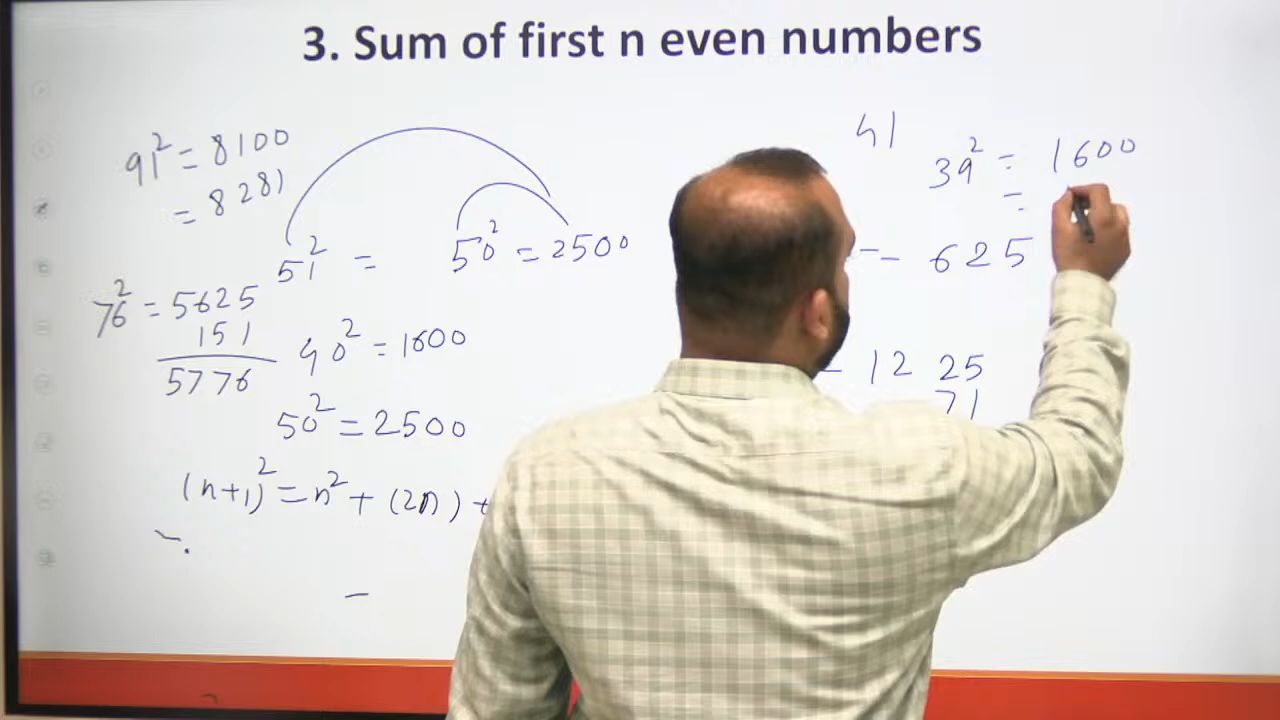 3. Sum of first n even numbers
91² = 8100
= 8281
51² =
50² = 2500
76² = 5625
151
5776
40² = 1600
50² = 2500
(n+1)² = n² + (2n) +
41
39² = 1600
=
= 625
1225
71